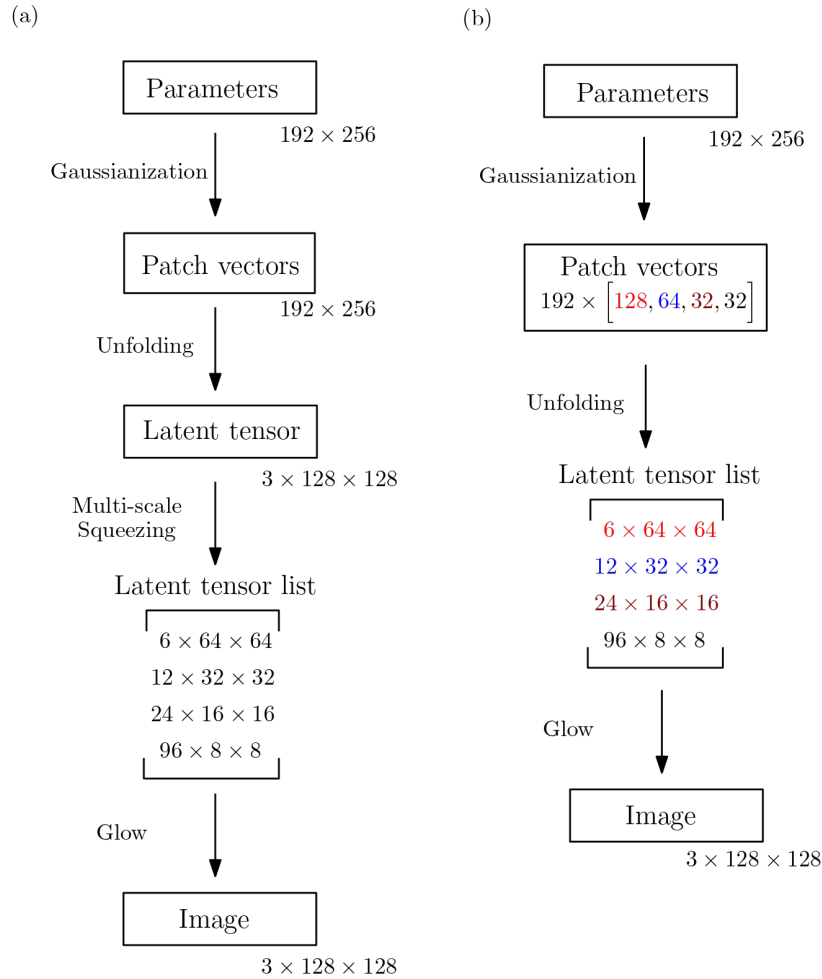 (a)
Parameters
192 × 256
Gaussianization
Patch vectors
192 × 256
Unfolding
Latent tensor
3 × 128 × 128
Multi-scale
Squeezing
Latent tensor list
6 × 64 × 64
12 × 32 × 32
24 × 16 × 16
96 × 8 × 8
Glow
Image
3 × 128 × 128
(b)
Parameters
192 × 256
Gaussianization
Patch vectors
192 × [128, 64, 32, 32]
Unfolding
Latent tensor list
6 × 64 × 64
12 × 32 × 32
24 × 16 × 16
96 × 8 × 8
Glow
Image
3 × 128 × 128